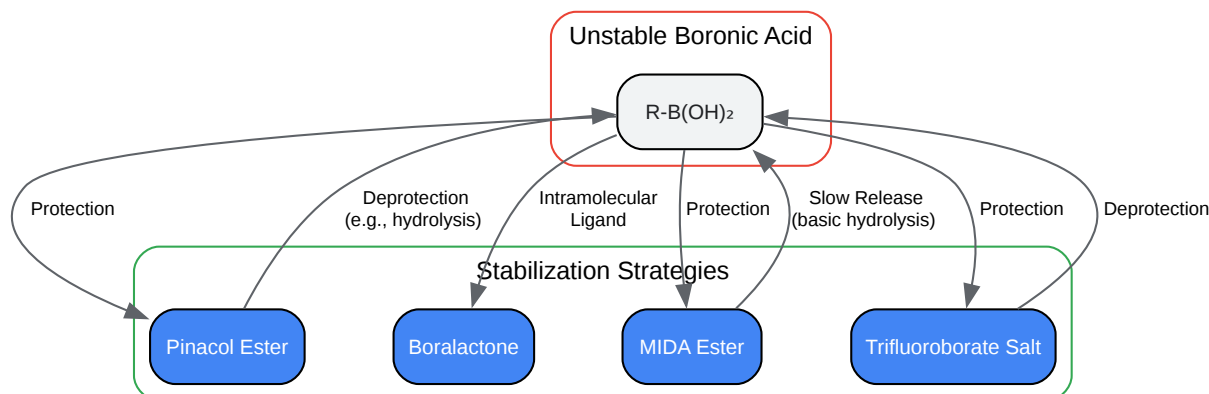 Unstable Boronic Acid
R-B(OH)₂
Protection
Deprotection
(e.g., hydrolysis)
Intramolecular
Ligand
Protection
Slow Release
(basic hydrolysis)
Protection
Deprotection
Stabilization Strategies
Pinacol Ester
Boralactone
MIDA Ester
Trifluoroborate Salt